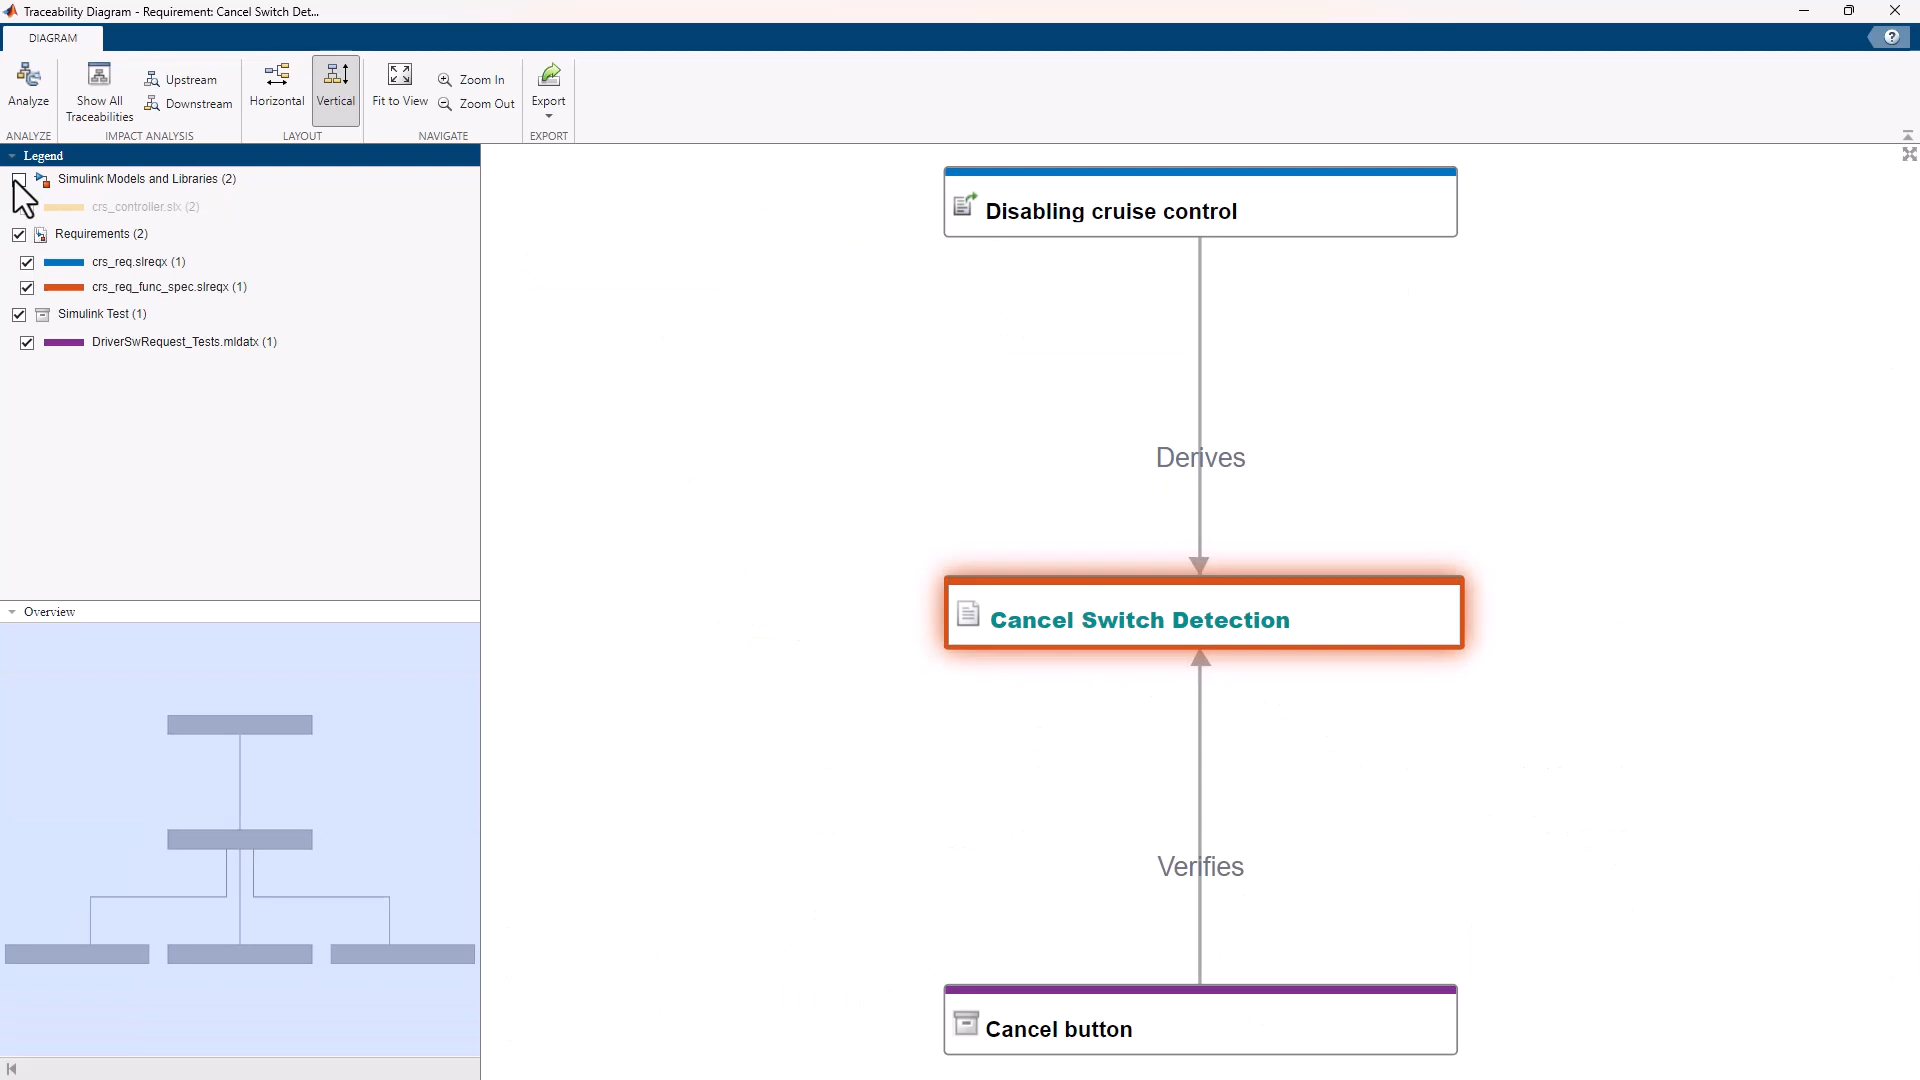 Traceability Diagram - Requirement: Cancel Switch Det...
DIAGRAM
?
Analyze
Show All
Traceabilities
Upstream
Downstream
Horizontal
Vertical
Fit to View
Zoom In
Zoom Out
Export
ANALYZE
IMPACT ANALYSIS
LAYOUT
NAVIGATE
EXPORT
Legend
Simulink Models and Libraries (2)
crs_controller.slx (2)
Requirements (2)
crs_req.slreqx (1)
crs_req_func_spec.slreqx (1)
Simulink Test (1)
DriverSwRequest_Tests.mldatx (1)
Overview
Disabling cruise control
Derives
Cancel Switch Detection
Verifies
Cancel button